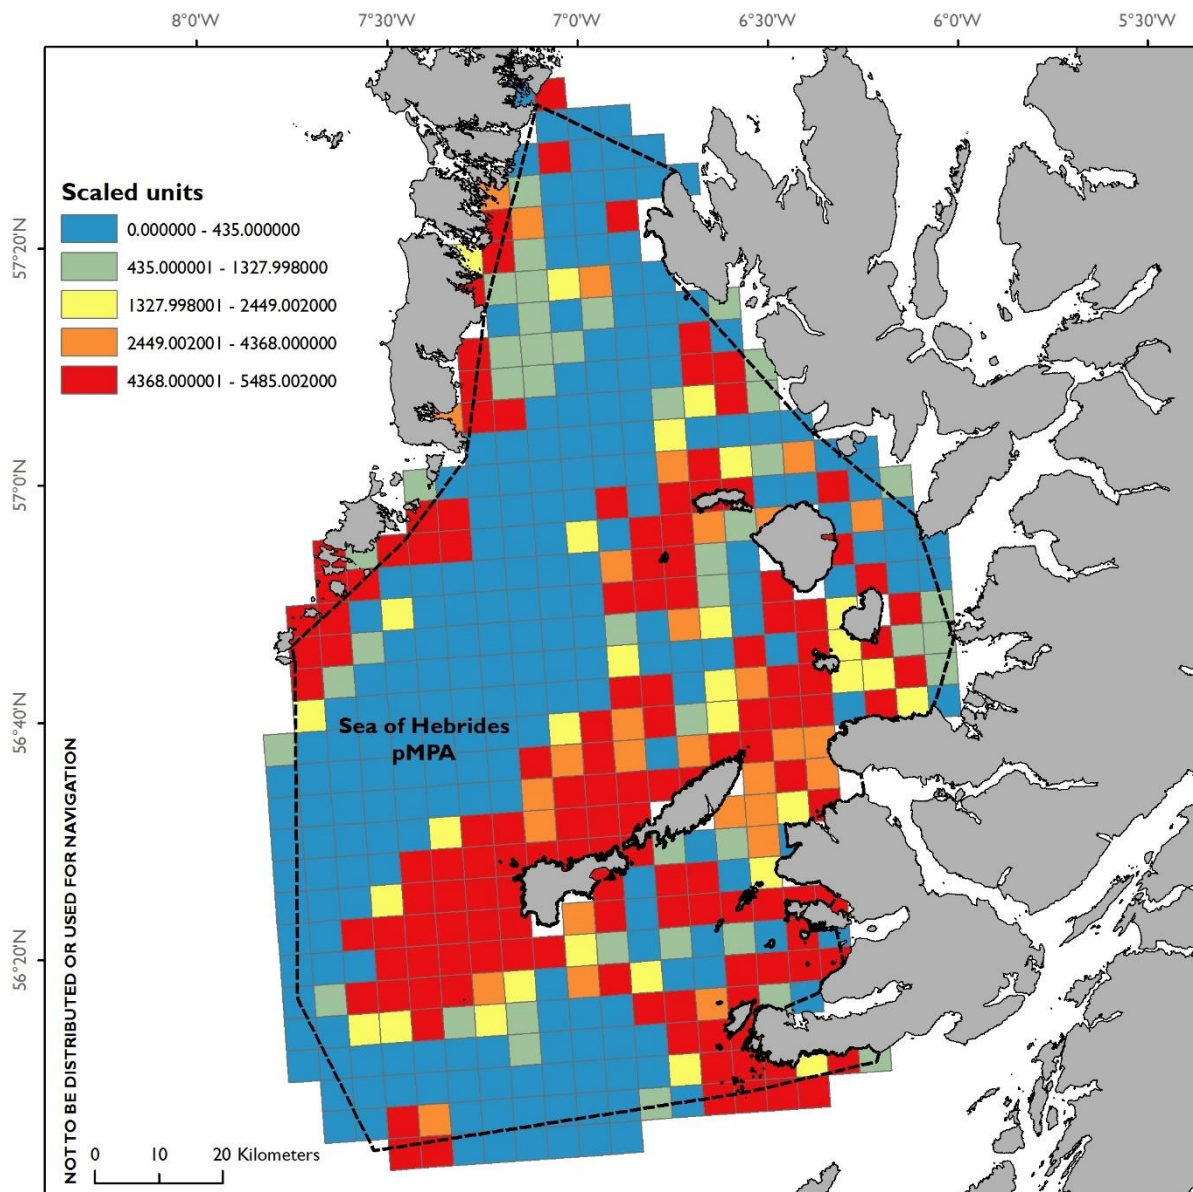 8°0'W 7°30'W 7°0'W 6°30'W 6°0'W 5°30'W
57°20'N
57°0'N
56°40'N
56°20'N
Scaled units
0.000000 - 435.000000
435.000001 - 1327.998000
1327.998001 - 2449.002000
2449.002001 - 4368.000000
4368.000001 - 5485.002000
Sea of Hebrides
pMPA
NOT TO BE DISTRIBUTED OR USED FOR NAVIGATION
0 10 20 Kilometers